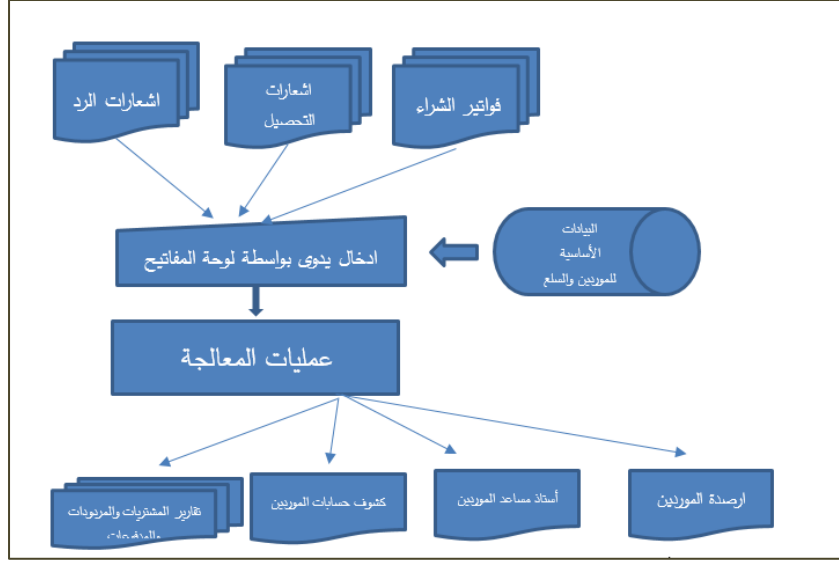 فواتير الشراء
اشعارات
التحصيل
اشعارات الرد
البيانات
الأساسية
للموردين والسلع
ادخال يدوى بواسطة لوحة المفاتيح
عمليات المعالجة
ارصدة الموردين
أستاذ مساعد الموردين
كشوف حسابات الموردين
تقارير المشتريات والمردودات